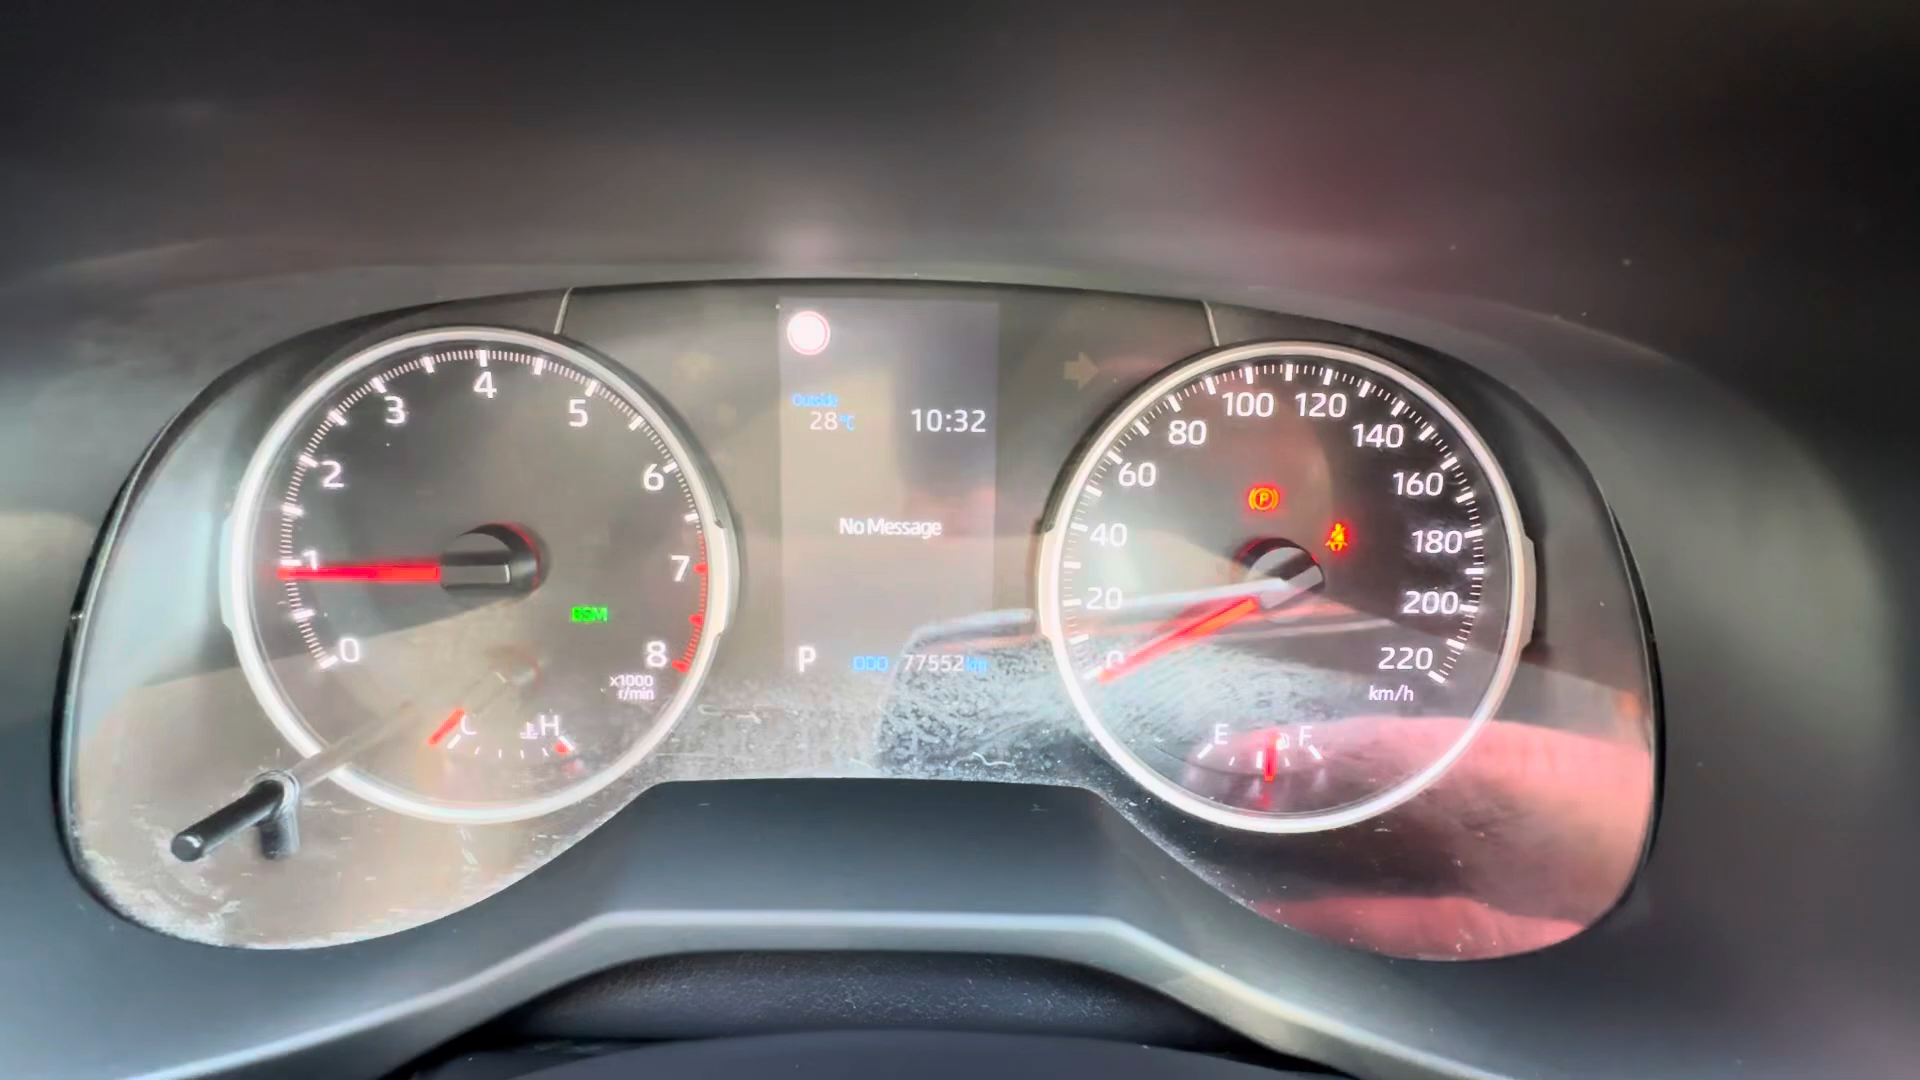 0
1
2
3
4
5
6
7
8
x1000
r/min
BSM
C
H
Outside
28°C
10:32
No Message
P
ODO 77552 km
0
20
40
60
80
100
120
140
160
180
200
220
km/h
(P)
E
F